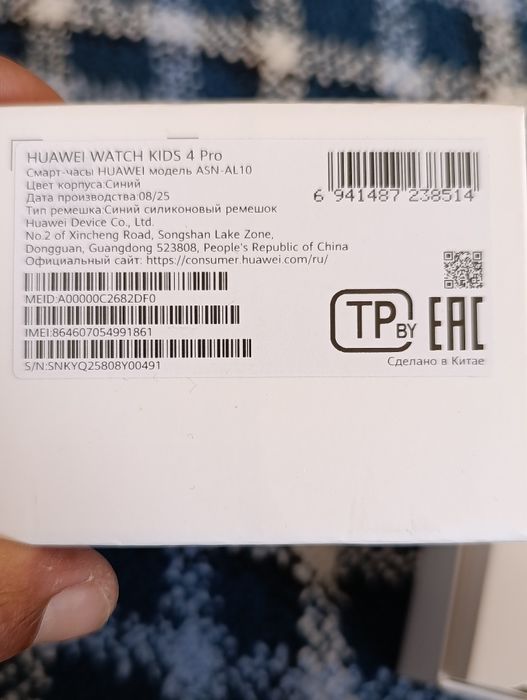 HUAWEI WATCH KIDS 4 Pro
Смарт-часы HUAWEI модель ASN-AL10
Цвет корпуса:Синий
Дата производства:08/25
Тип ремешка:Синий силиконовый ремешок
Huawei Device Co., Ltd.
No.2 of Xincheng Road, Songshan Lake Zone,
Dongguan, Guangdong 523808, People's Republic of China
Официальный сайт: https://consumer.huawei.com/ru/
MEID:A00000C2682DF0
IMEI:864607054991861
S/N:SNKYQ25808Y00491
6 941487 238514
TP BY EAC
Сделано в Китае